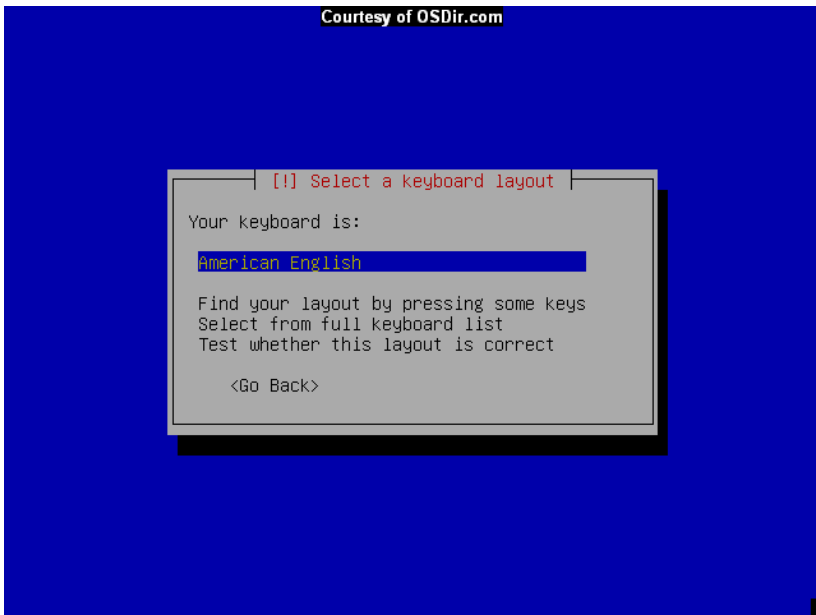 Courtesy of OSDir.com
[!] Select a keyboard layout
Your keyboard is:
American English
Find your layout by pressing some keys
Select from full keyboard list
Test whether this layout is correct
<Go Back>